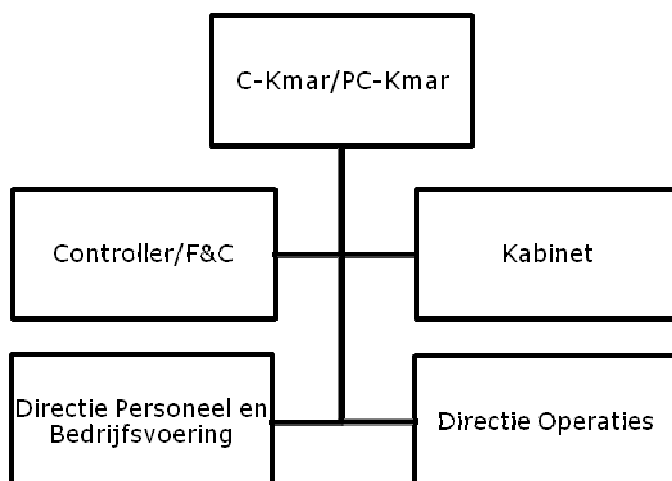 C-Kmar/PC-Kmar
Controller/F&C
Kabinet
Directie Personeel en
Bedrijfsvoering
Directie Operaties